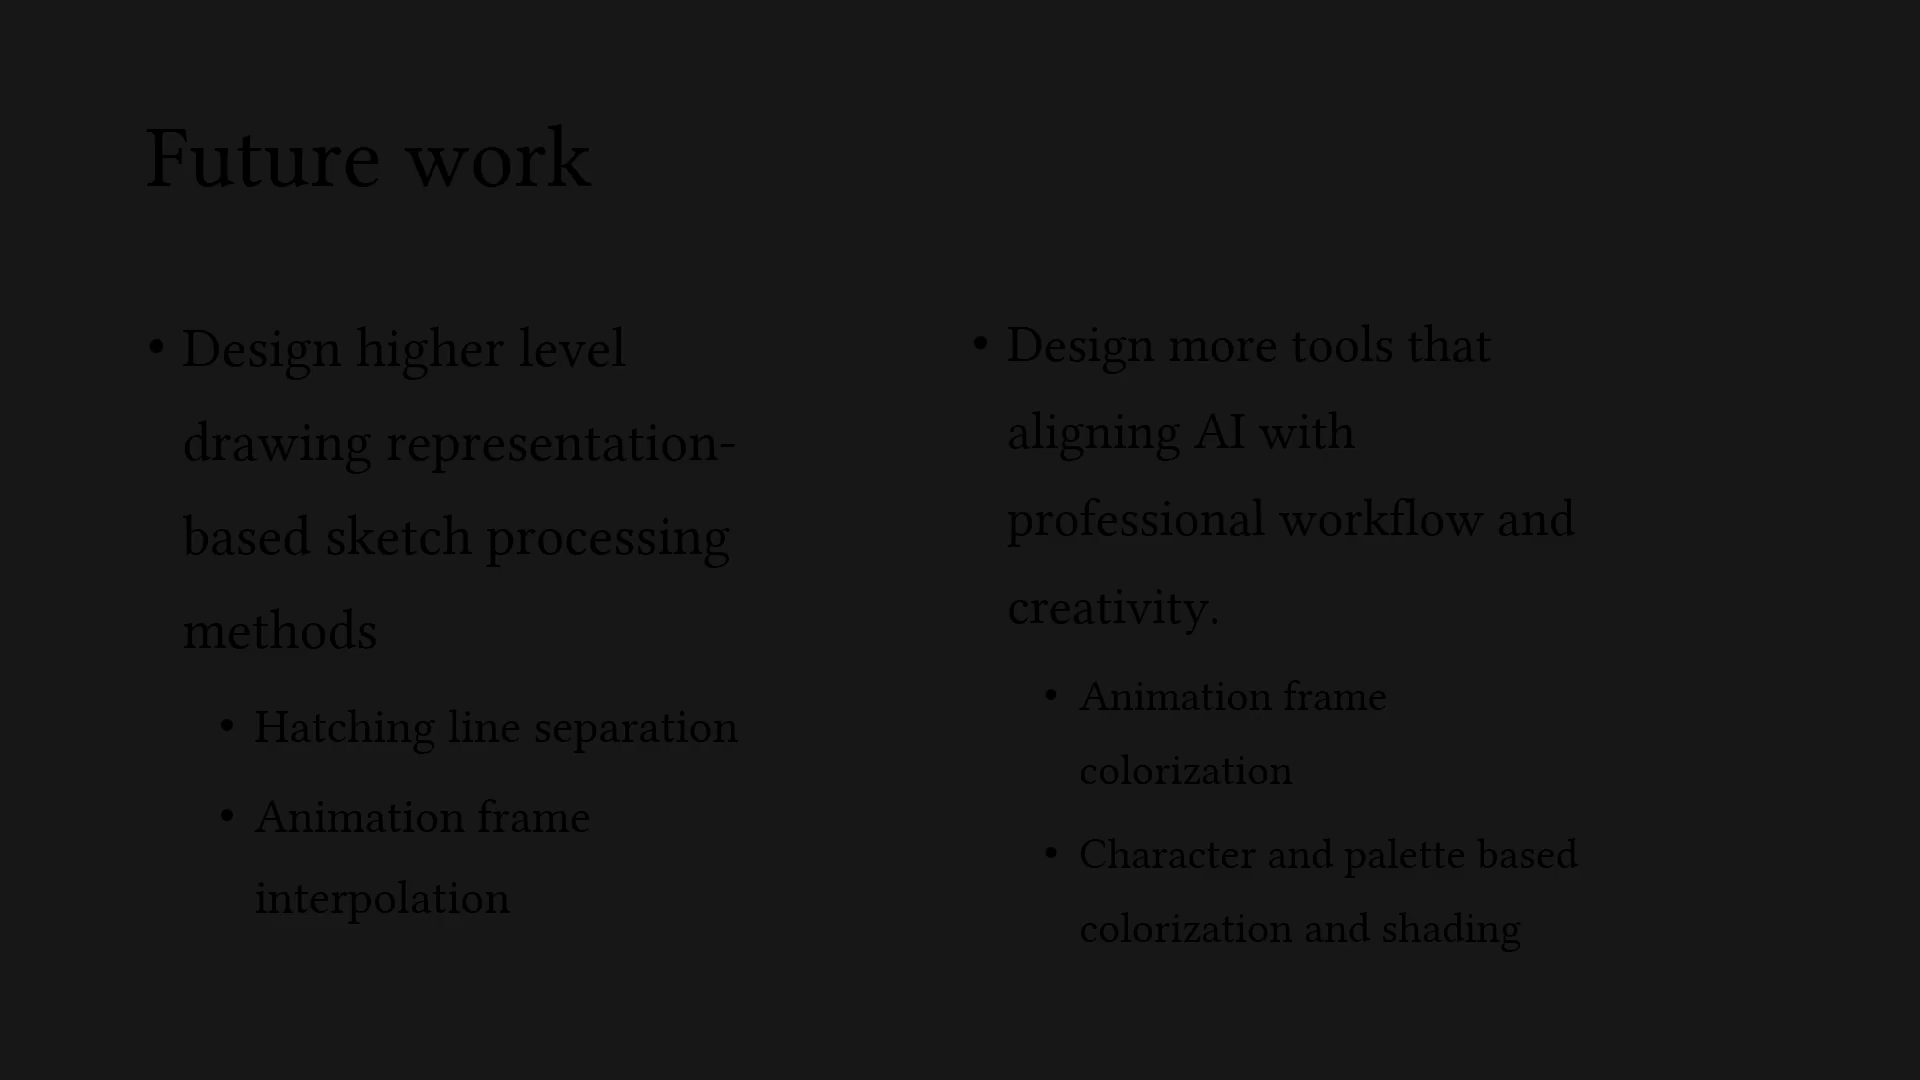 Future work
• Design higher level
drawing representation-
based sketch processing
methods
• Hatching line separation
• Animation frame
interpolation
• Design more tools that
aligning AI with
professional workflow and
creativity.
• Animation frame
colorization
• Character and palette based
colorization and shading